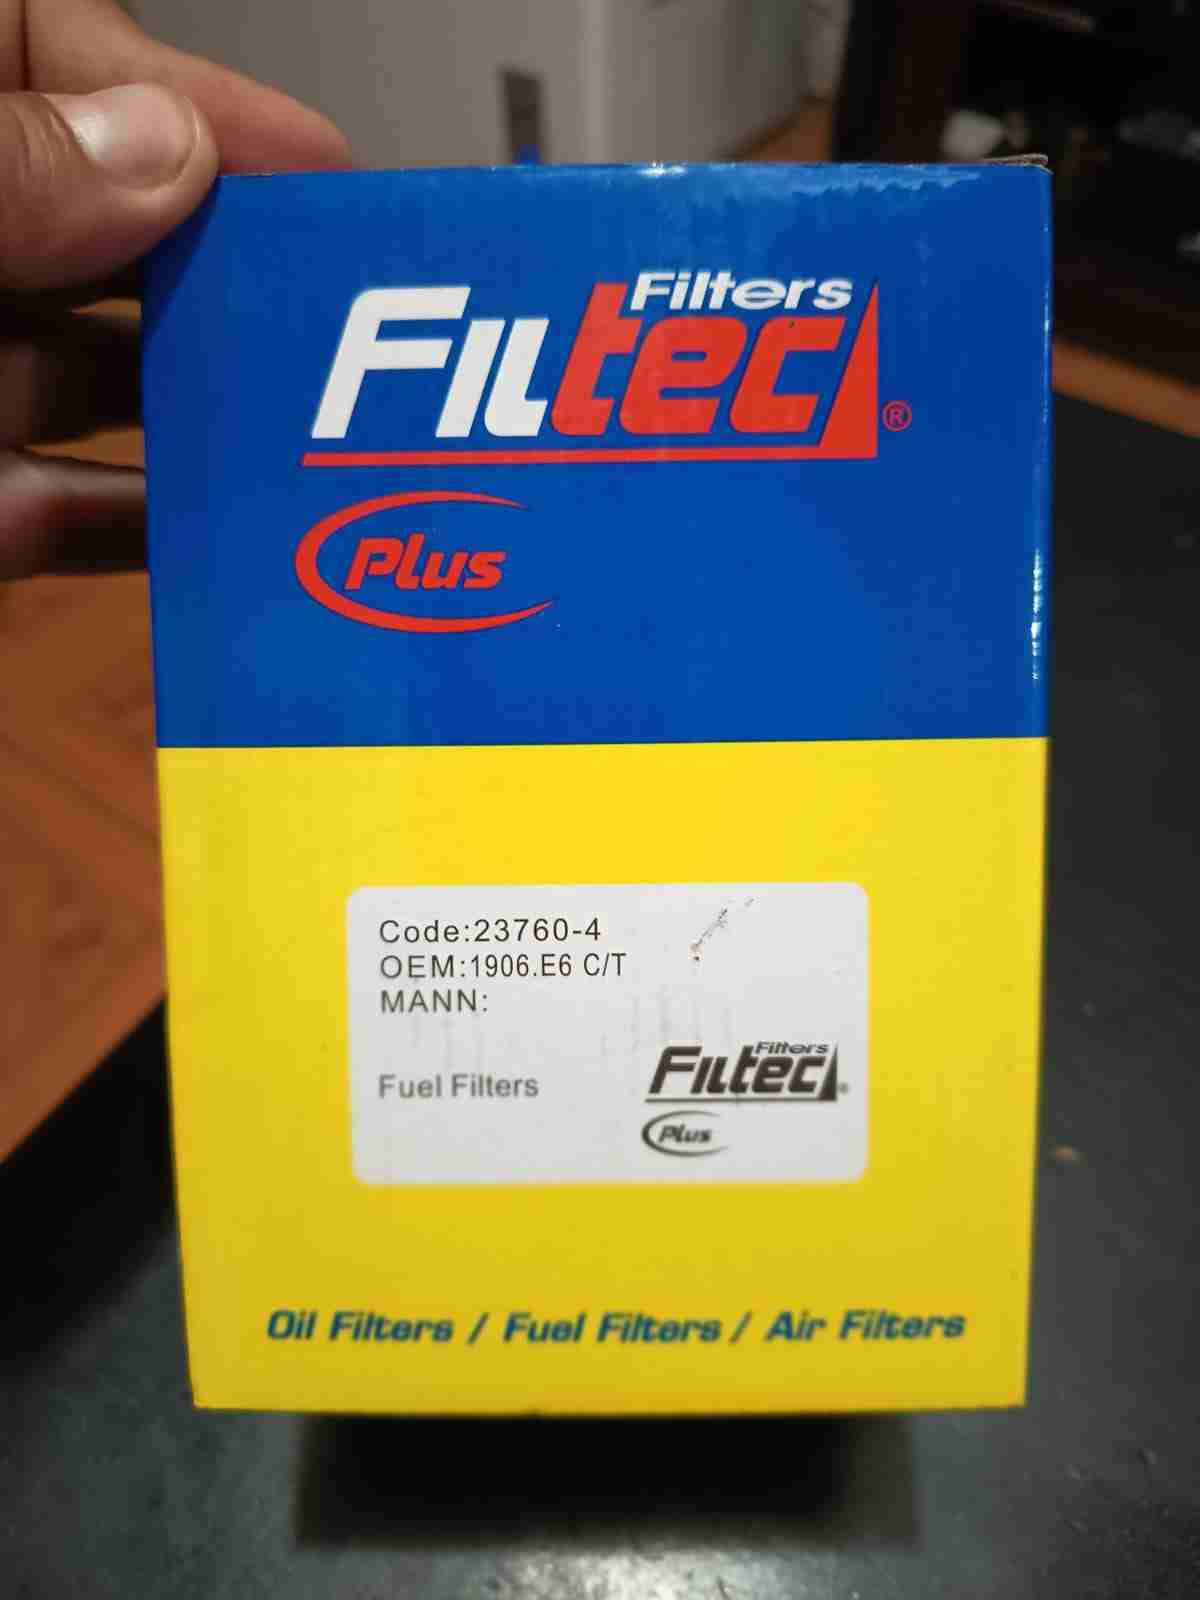 Filters
Filtec®
Plus
Code:23760-4
OEM:1906.E6 C/T
MANN:
Fuel Filters
Filters
Filtec®
Plus
Oil Filters / Fuel Filters / Air Filters